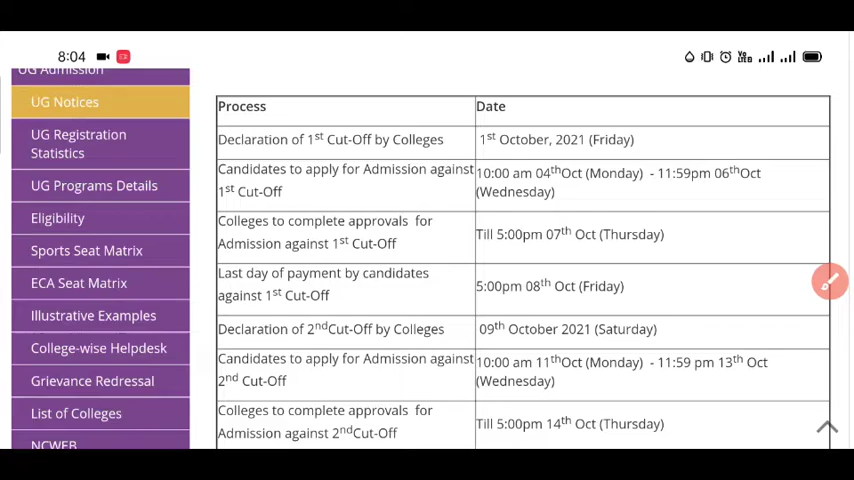 8:04
UG Admission
UG Notices
UG Registration
Statistics
UG Programs Details
Eligibility
Sports Seat Matrix
ECA Seat Matrix
Illustrative Examples
College-wise Helpdesk
Grievance Redressal
List of Colleges
NCWEB
Process Date
Declaration of 1st Cut-Off by Colleges 1st October, 2021 (Friday)
Candidates to apply for Admission against
1st Cut-Off
10:00 am 04thOct (Monday) - 11:59pm 06thOct
(Wednesday)
Colleges to complete approvals for
Admission against 1st Cut-Off
Till 5:00pm 07th Oct (Thursday)
Last day of payment by candidates
against 1st Cut-Off
5:00pm 08th Oct (Friday)
Declaration of 2ndCut-Off by Colleges 09th October 2021 (Saturday)
Candidates to apply for Admission against
2nd Cut-Off
10:00 am 11thOct (Monday) - 11:59 pm 13th Oct
(Wednesday)
Colleges to complete approvals for
Admission against 2ndCut-Off
Till 5:00pm 14th Oct (Thursday)